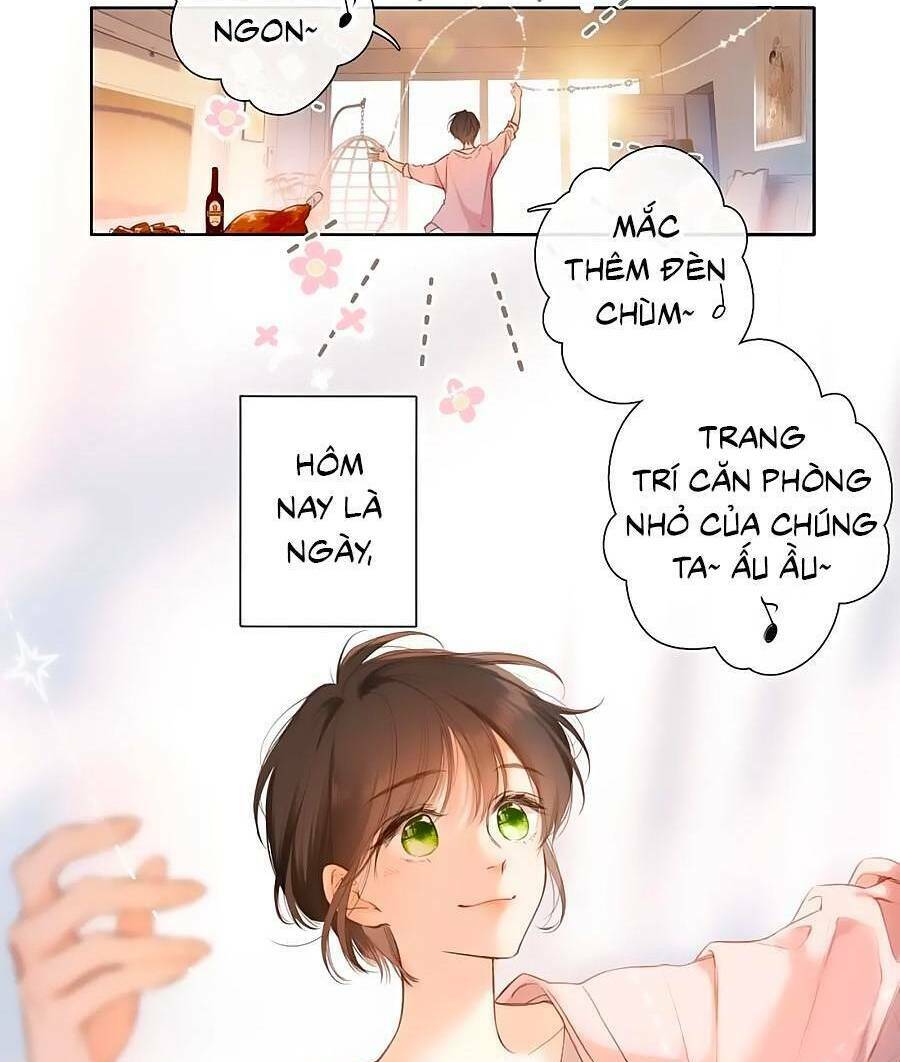 NGON~
MẮC
THÊM ĐÈN
CHÙM~
TRANG
TRÍ CĂN PHÒNG
NHỎ CỦA CHÚNG
TA~ ẤU ẦU~
HÔM
NAY LÀ
NGÀY,